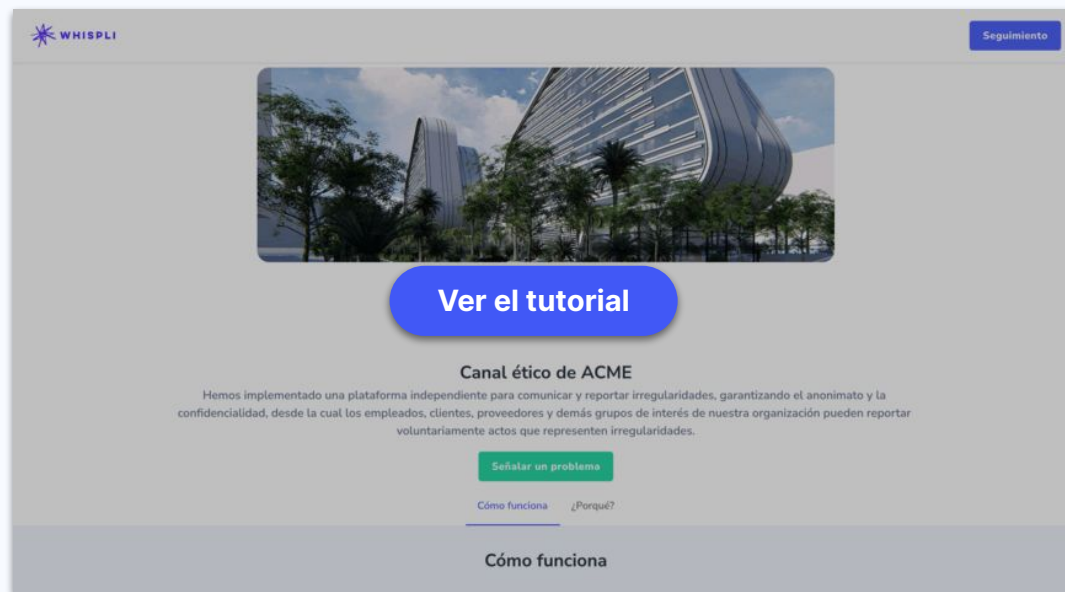 WHISPLI
Seguimiento
Ver el tutorial
Canal ético de ACME
Hemos implementado una plataforma independiente para comunicar y reportar irregularidades, garantizando el anonimato y la
confidencialidad, desde la cual los empleados, clientes, proveedores y demás grupos de interés de nuestra organización pueden reportar
voluntariamente actos que representen irregularidades.
Señalar un problema
Cómo funciona ¿Porqué?
Cómo funciona